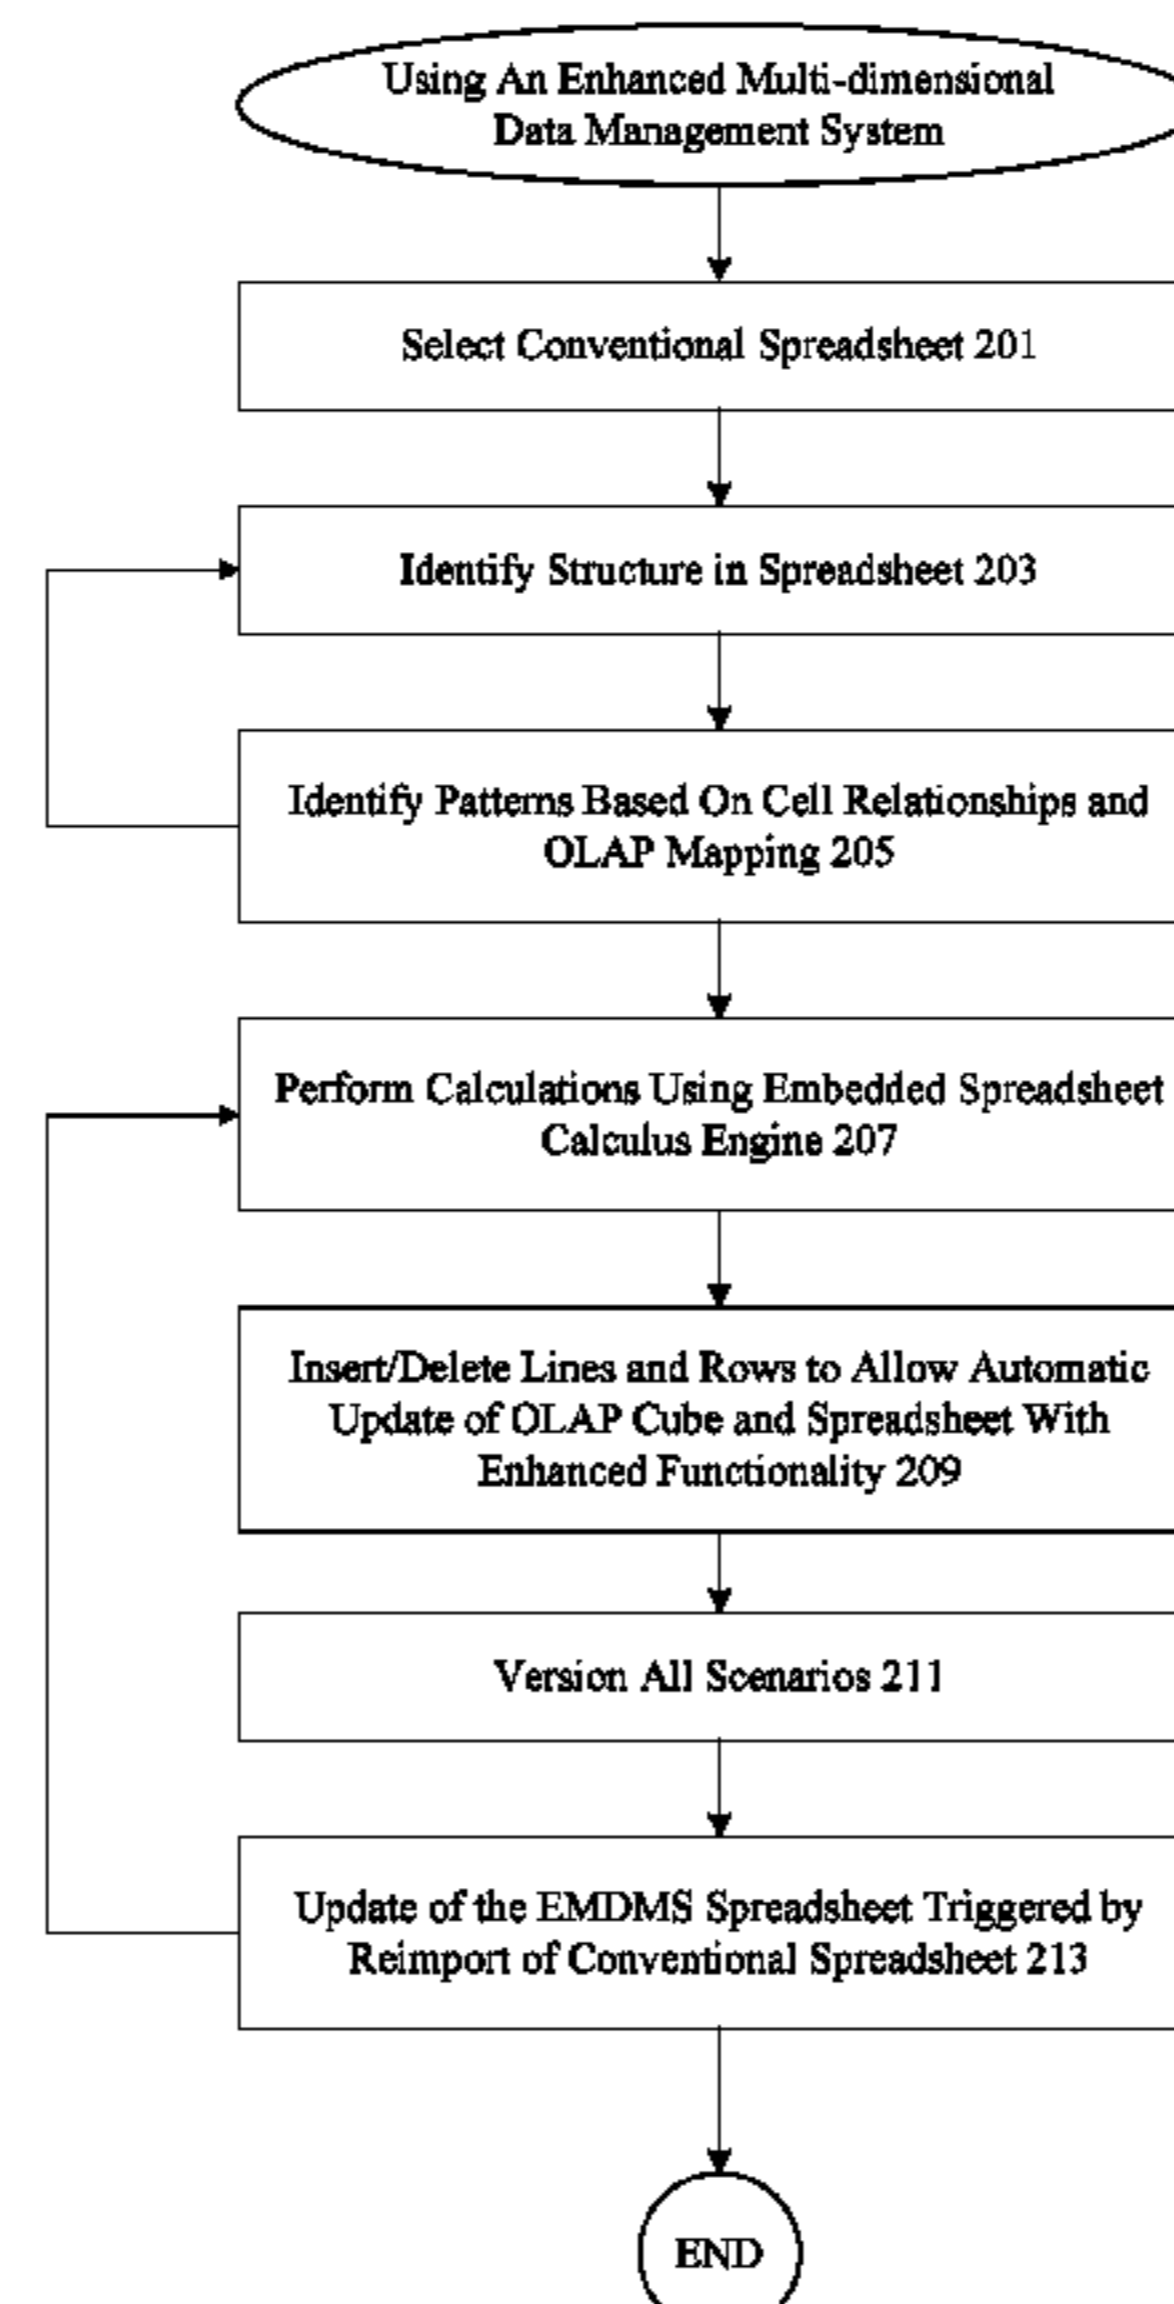 Using An Enhanced Multi-dimensional
Data Management System
Select Conventional Spreadsheet 201
Identify Structure in Spreadsheet 203
Identify Patterns Based On Cell Relationships and
OLAP Mapping 205
Perform Calculations Using Embedded Spreadsheet
Calculus Engine 207
Insert/Delete Lines and Rows to Allow Automatic
Update of OLAP Cube and Spreadsheet With
Enhanced Functionality 209
Version All Scenarios 211
Update of the EMDMS Spreadsheet Triggered by
Reimport of Conventional Spreadsheet 213
END